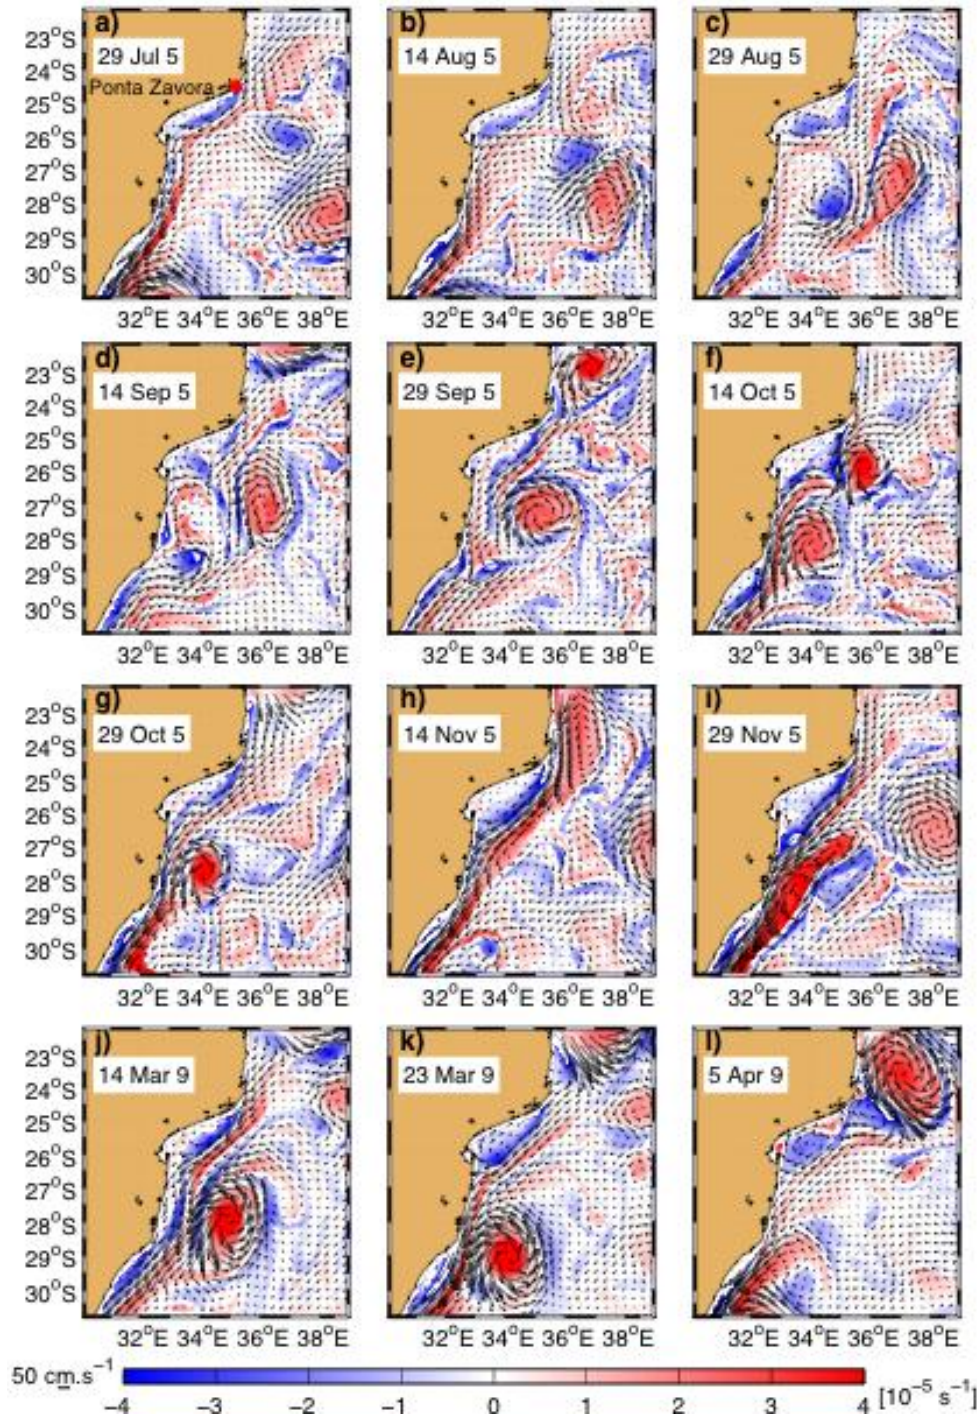 a) b) c)
23°S 29 Jul 5 14 Aug 5 29 Aug 5
24°S Ponta Zavora
25°S
26°S
27°S
28°S
29°S
30°S
32°E 34°E 36°E 38°E 32°E 34°E 36°E 38°E 32°E 34°E 36°E 38°E
d) e) f)
23°S 14 Sep 5 29 Sep 5 14 Oct 5
24°S
25°S
26°S
27°S
28°S
29°S
30°S
32°E 34°E 36°E 38°E 32°E 34°E 36°E 38°E 32°E 34°E 36°E 38°E
g) h) i)
23°S 29 Oct 5 14 Nov 5 29 Nov 5
24°S
25°S
26°S
27°S
28°S
29°S
30°S
32°E 34°E 36°E 38°E 32°E 34°E 36°E 38°E 32°E 34°E 36°E 38°E
j) k) l)
23°S 14 Mar 9 23 Mar 9 5 Apr 9
24°S
25°S
26°S
27°S
28°S
29°S
30°S
32°E 34°E 36°E 38°E 32°E 34°E 36°E 38°E 32°E 34°E 36°E 38°E
50 cm.s⁻¹
−4 −3 −2 −1 0 1 2 3 4 [10⁻⁵ s⁻¹]